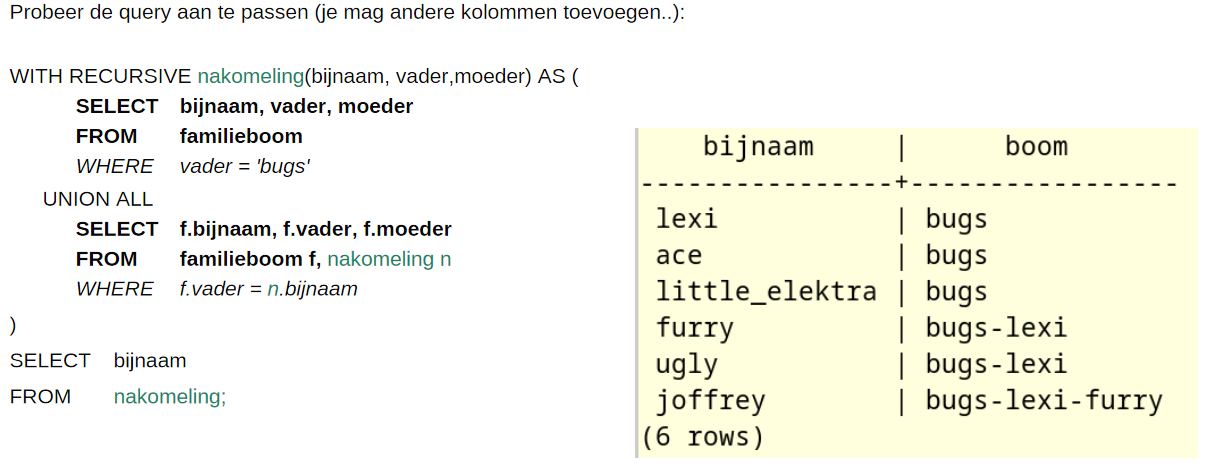 Probeer de query aan te passen (je mag andere kolommen toevoegen..):
WITH RECURSIVE nakomeling(bijnaam, vader,moeder) AS (
SELECT bijnaam, vader, moeder
FROM familieboom
WHERE vader = 'bugs'
UNION ALL
SELECT f.bijnaam, f.vader, f.moeder
FROM familieboom f, nakomeling n
WHERE f.vader = n.bijnaam
)
SELECT bijnaam
FROM nakomeling;
bijnaam | boom
----------------+------------------
lexi | bugs
ace | bugs
little_elektra | bugs
furry | bugs-lexi
ugly | bugs-lexi
joffrey | bugs-lexi-furry
(6 rows)